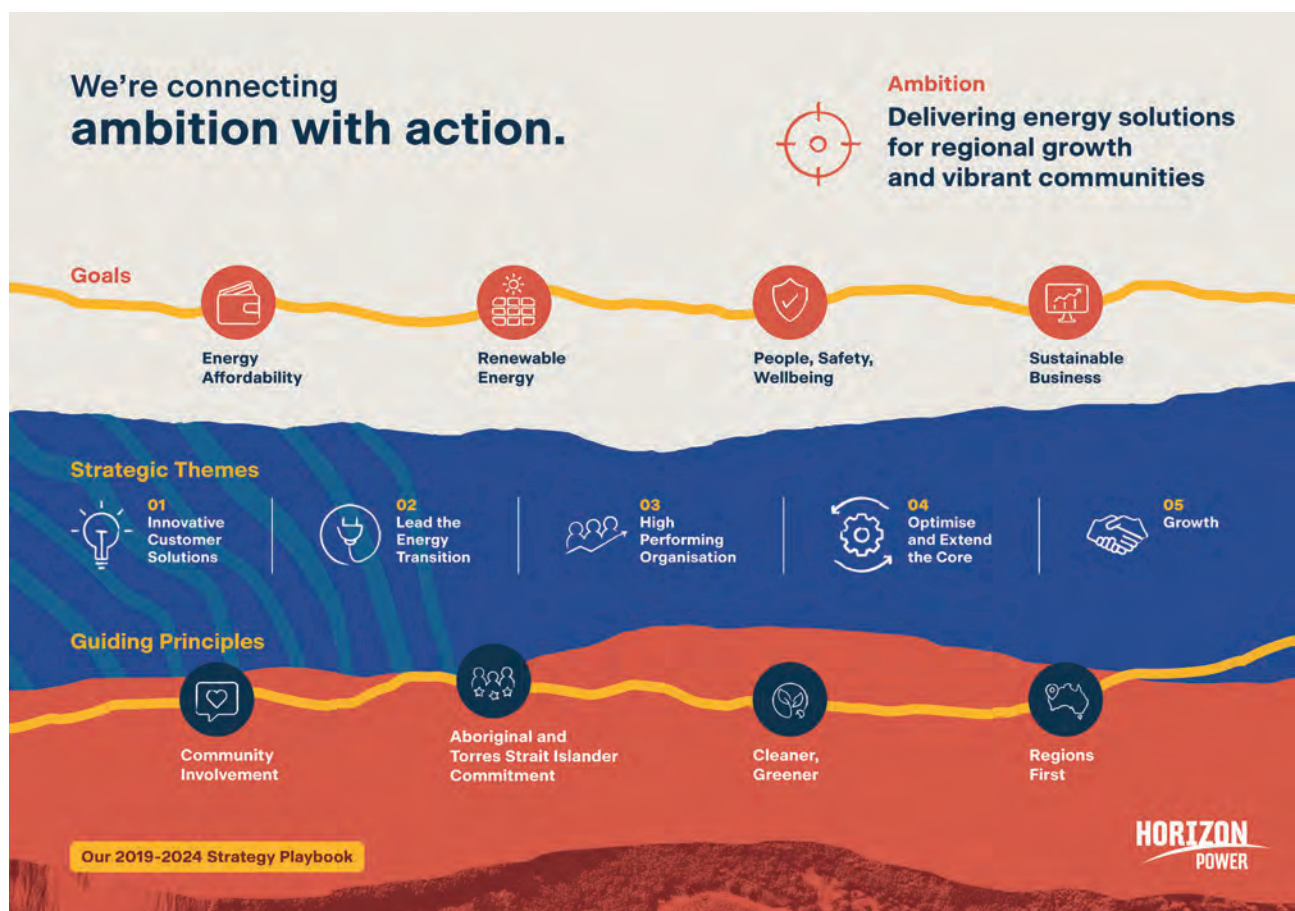 We're connecting
ambition with action.
Ambition
Delivering energy solutions
for regional growth
and vibrant communities
Goals
Energy
Affordability
Renewable
Energy
People, Safety,
Wellbeing
Sustainable
Business
Strategic Themes
01
Innovative
Customer
Solutions
02
Lead the
Energy
Transition
03
High
Performing
Organisation
04
Optimise
and Extend
the Core
05
Growth
Guiding Principles
Community
Involvement
Aboriginal and
Torres Strait Islander
Commitment
Cleaner,
Greener
Regions
First
Our 2019-2024 Strategy Playbook
HORIZON
POWER